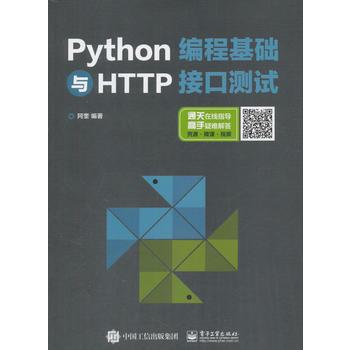 Python 编程基础
与 HTTP 接口测试
阿奎 编著
通天在线指导
高手疑难解答
资源·微课·视频
中国工信出版集团
电子工业出版社